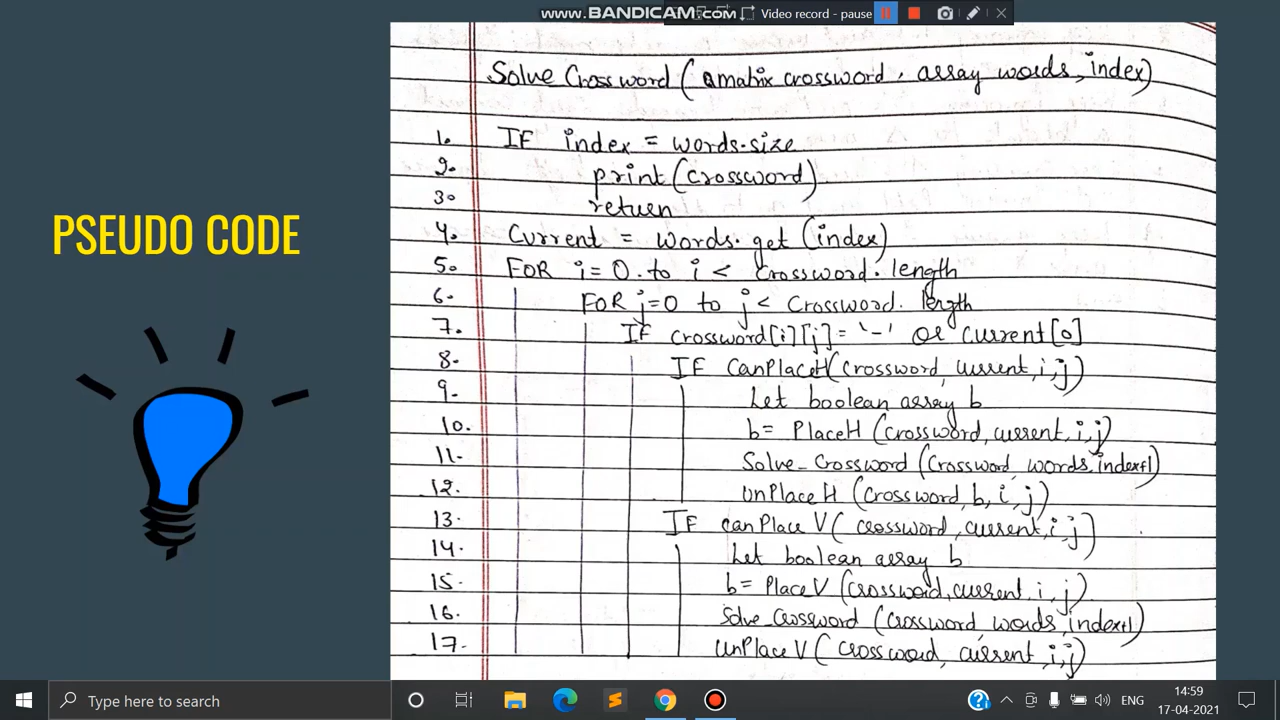 www.BANDICAM.com
Video record - pause
Solve Crossword (amatrix crossword, array words, index)
1. IF index = words.size
2. print(crossword)
3. return
4. Current = words.get(index)
5. FOR i=0 to i < crossword.length
6. FOR j=0 to j < Crossword.length
7. IF crossword[i][j]='-' or current[0]
8. IF CanPlaceH(crossword, current, i, j)
9. Let boolean array b
10. b= PlaceH (crossword, current, i, j)
11. Solve_Crossword (Crossword, words, index+1)
12. UnPlaceH (Crossword, b, i, j)
13. IF canPlaceV(crossword, current, i, j)
14. Let boolean array b
15. b= PlaceV (crossword, current, i, j)
16. Solve_Crossword (Crossword, words, index+1)
17. UnPlaceV(crossword, current, i, j)
PSEUDO CODE
Type here to search
ENG
14:59
17-04-2021